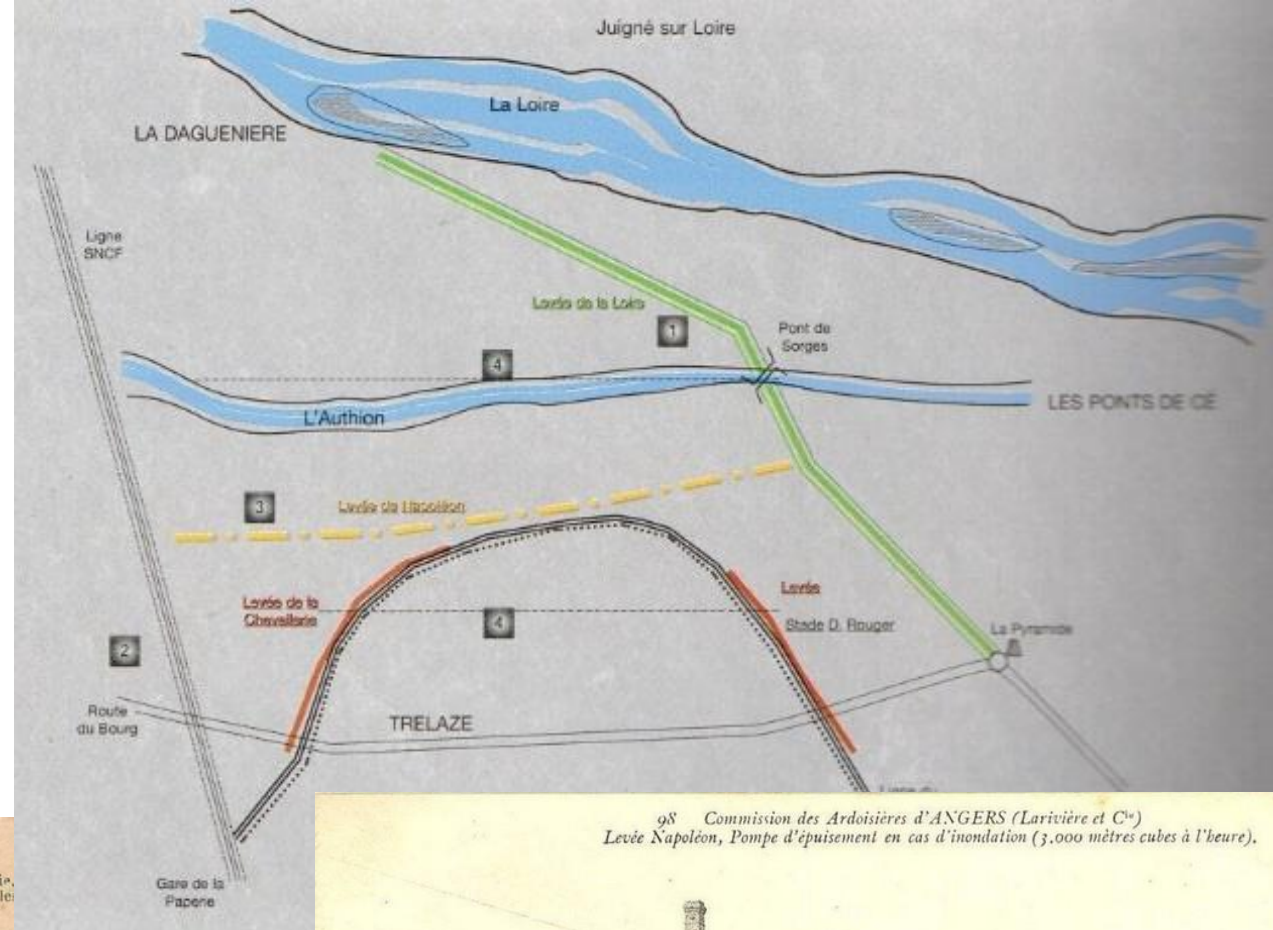 Juigné sur Loire
La Loire
LA DAGUENIERE
Ligne
SNCF
Levée de la Loire
1
Pont de
Sorges
4
L'Authion
LES PONTS DE CÉ
3
Levée de Napoléon
Levée de la
Chevallerie
Levée
4
Stade D. Rouger
La Pyramide
2
Route
du Bourg
TRELAZE
Gare de la
Paperie
98 Commission des Ardoisières d'ANGERS (Larivière et Cie)
Levée Napoléon, Pompe d'épuisement en cas d'inondation (3.000 mètres cubes à l'heure).